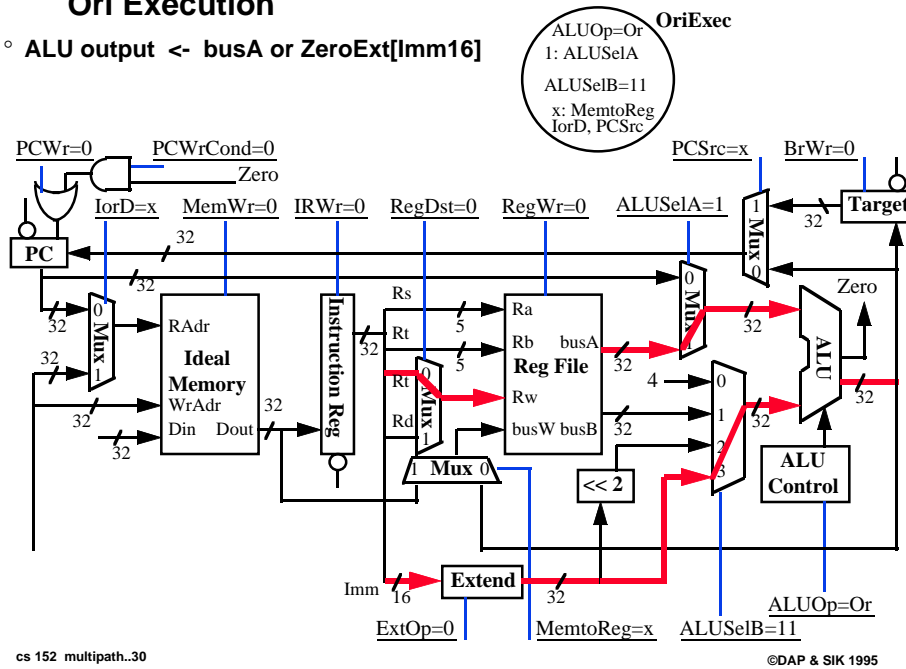 Ori Execution
° ALU output <- busA or ZeroExt[Imm16]
OriExec
ALUOp=Or
1: ALUSelA
ALUSelB=11
x: MemtoReg
IorD, PCSrc
PCWr=0
PCWrCond=0
PCSrc=x
BrWr=0
Zero
IorD=x
MemWr=0
IRWr=0
RegDst=0
RegWr=0
ALUSelA=1
1
Mux
0
32
Target
PC
32
32
32
0
Mux
1
32
32
RAdr
Ideal
Memory
WrAdr
Din
Dout
32
32
32
Instruction Reg
32
Rs
Rt
Rt
Rd
5
5
0
Mux
1
Ra
Rb
busA
Reg File
Rw
busW
busB
32
32
0
Mux
1
32
Zero
ALU
32
4
0
1
2
3
32
1 Mux 0
<< 2
ALU
Control
Imm
16
Extend
32
ExtOp=0
MemtoReg=x
ALUSelB=11
ALUOp=Or
cs 152 multipath..30
©DAP & SIK 1995